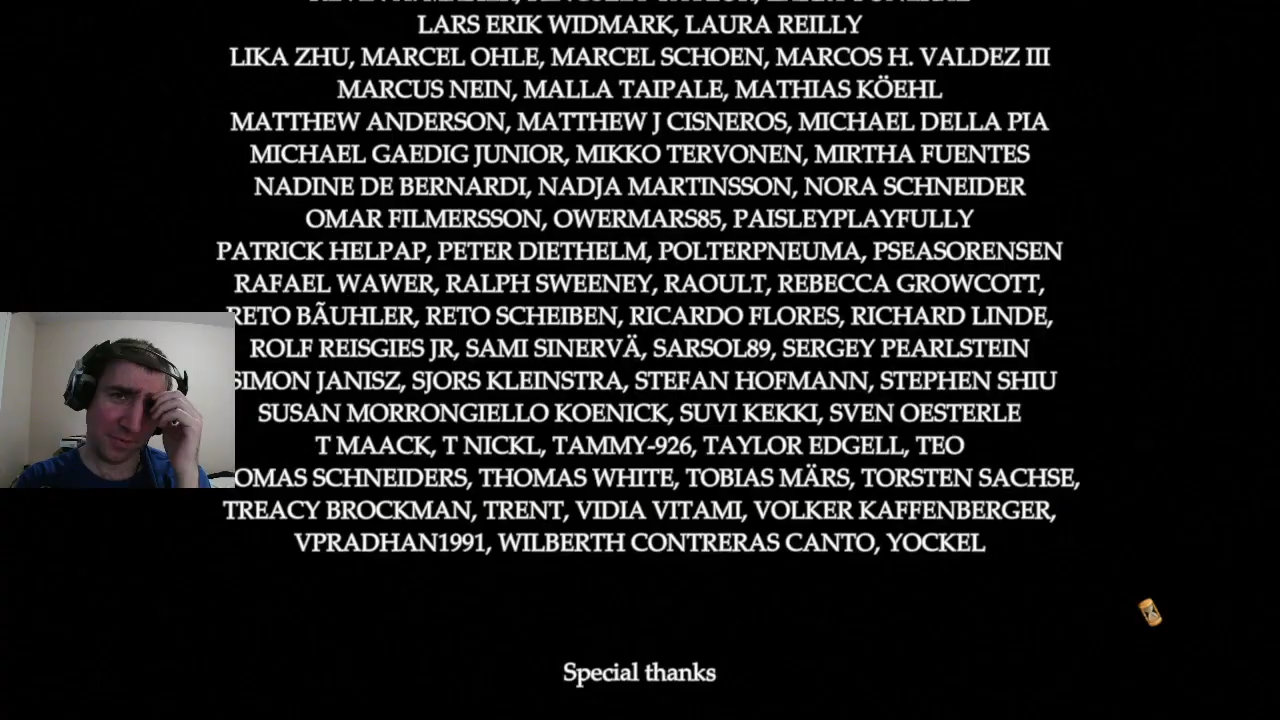 LARS ERIK WIDMARK, LAURA REILLY
LIKA ZHU, MARCEL OHLE, MARCEL SCHOEN, MARCOS H. VALDEZ III
MARCUS NEIN, MALLA TAIPALE, MATHIAS KÖEHL
MATTHEW ANDERSON, MATTHEW J CISNEROS, MICHAEL DELLA PIA
MICHAEL GAEDIG JUNIOR, MIKKO TERVONEN, MIRTHA FUENTES
NADINE DE BERNARDI, NADJA MARTINSSON, NORA SCHNEIDER
OMAR FILMERSSON, OWERMARS85, PAISLEYPLAYFULLY
PATRICK HELPAP, PETER DIETHELM, POLTERPNEUMA, PSEASORENSEN
RAFAEL WAWER, RALPH SWEENEY, RAOULT, REBECCA GROWCOTT,
RETO BÃUHLER, RETO SCHEIBEN, RICARDO FLORES, RICHARD LINDE,
ROLF REISGIES JR, SAMI SINERVÄ, SARSOL89, SERGEY PEARLSTEIN
SIMON JANISZ, SJORS KLEINSTRA, STEFAN HOFMANN, STEPHEN SHIU
SUSAN MORRONGIELLO KOENICK, SUVI KEKKI, SVEN OESTERLE
T MAACK, T NICKL, TAMMY-926, TAYLOR EDGELL, TEO
OMAS SCHNEIDERS, THOMAS WHITE, TOBIAS MÄRS, TORSTEN SACHSE,
TREACY BROCKMAN, TRENT, VIDIA VITAMI, VOLKER KAFFENBERGER,
VPRADHAN1991, WILBERTH CONTRERAS CANTO, YOCKEL
Special thanks